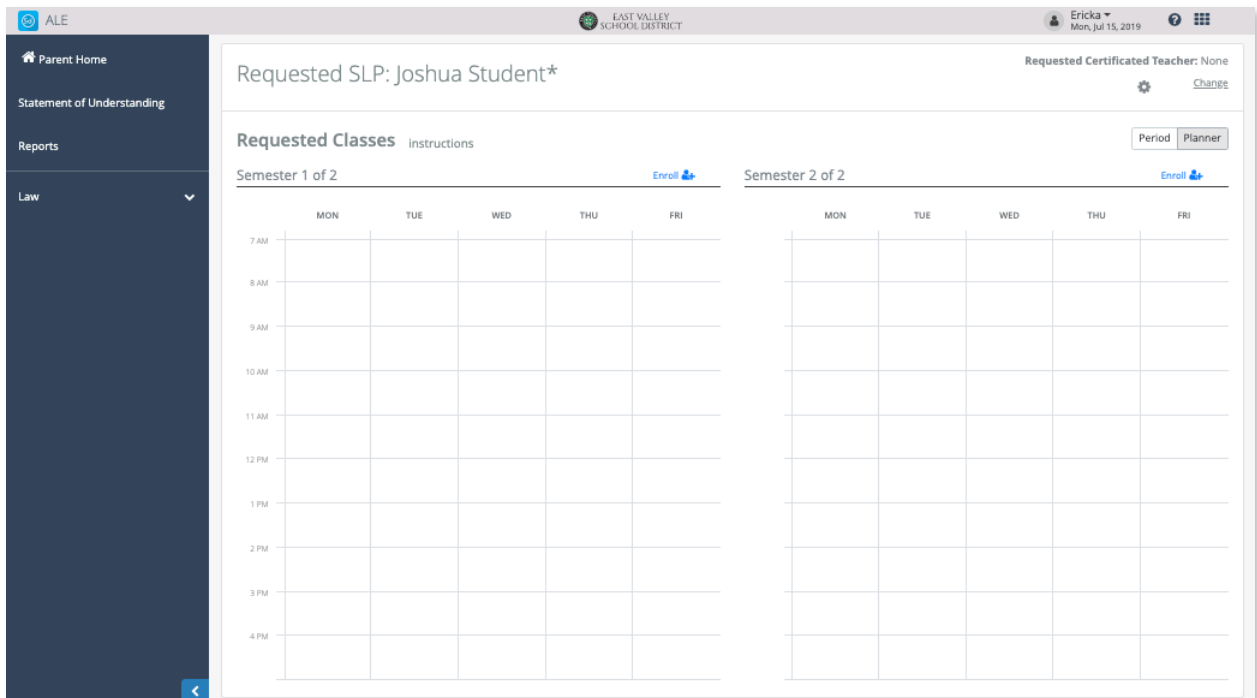 ALE
EAST VALLEY
SCHOOL DISTRICT
Ericka
Mon, Jul 15, 2019
Parent Home
Statement of Understanding
Reports
Law
Requested SLP: Joshua Student*
Requested Certificated Teacher: None
Change
Requested Classes instructions
Period Planner
Semester 1 of 2 Enroll
Semester 2 of 2 Enroll
MON TUE WED THU FRI
MON TUE WED THU FRI
7 AM
8 AM
9 AM
10 AM
11 AM
12 PM
1 PM
2 PM
3 PM
4 PM